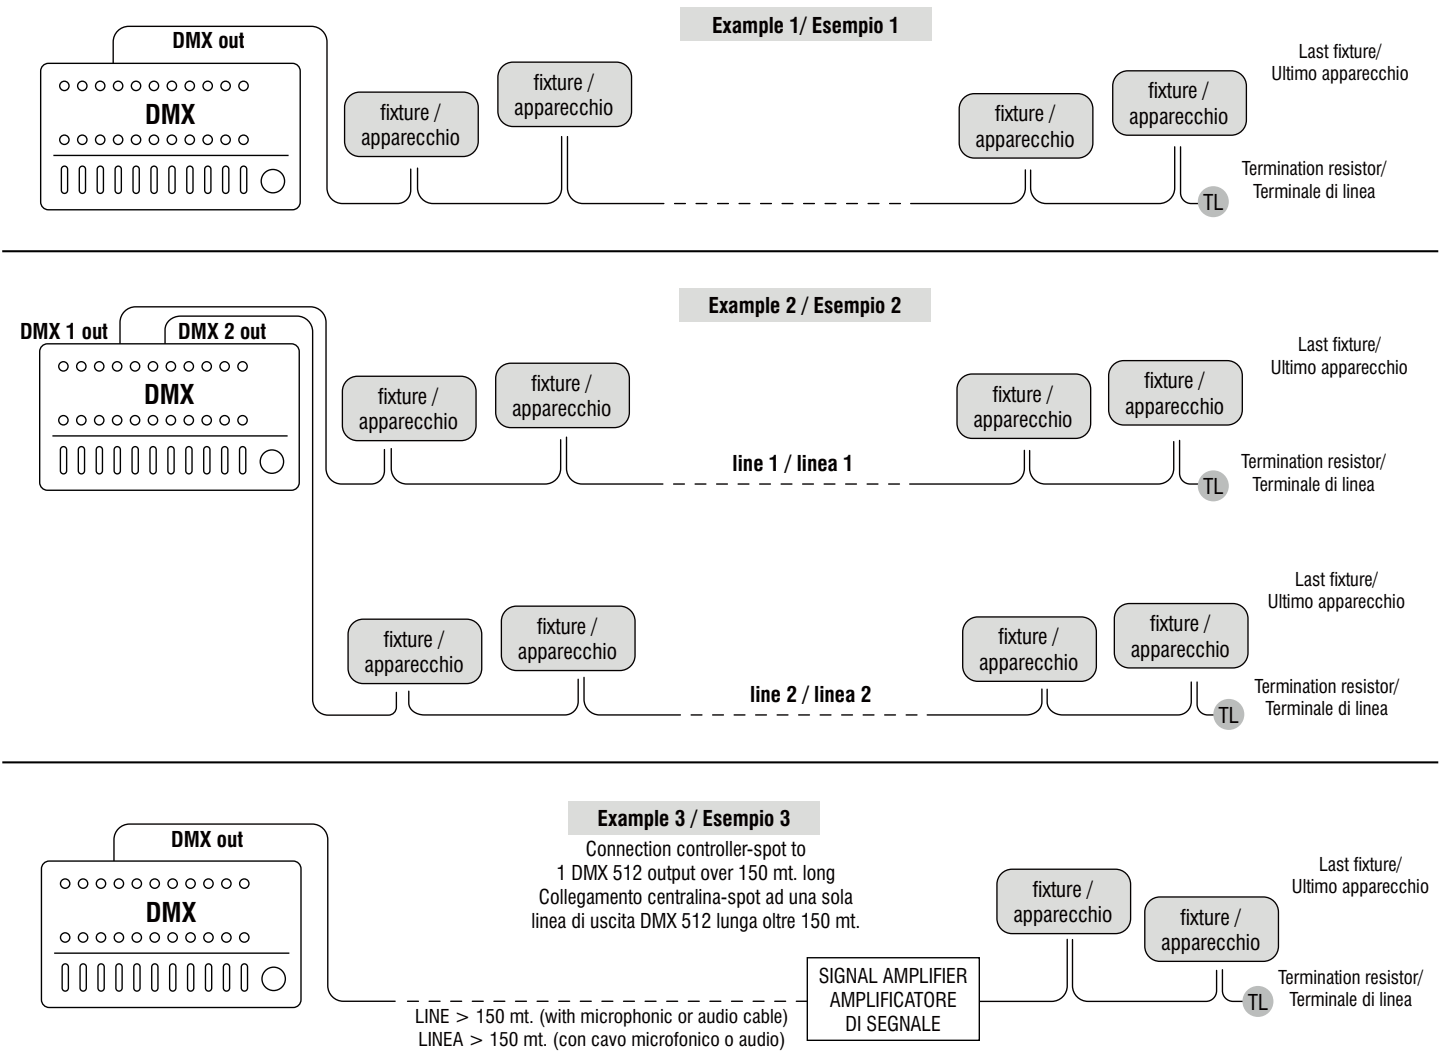 Example 1/ Esempio 1
DMX out
DMX
fixture /
apparecchio
fixture /
apparecchio
fixture /
apparecchio
fixture /
apparecchio
Last fixture/
Ultimo apparecchio
Termination resistor/
Terminale di linea
TL
Example 2 / Esempio 2
DMX 1 out
DMX 2 out
DMX
fixture /
apparecchio
fixture /
apparecchio
line 1 / linea 1
fixture /
apparecchio
fixture /
apparecchio
Last fixture/
Ultimo apparecchio
Termination resistor/
Terminale di linea
TL
fixture /
apparecchio
fixture /
apparecchio
line 2 / linea 2
fixture /
apparecchio
fixture /
apparecchio
Last fixture/
Ultimo apparecchio
Termination resistor/
Terminale di linea
TL
Example 3 / Esempio 3
Connection controller-spot to
1 DMX 512 output over 150 mt. long
Collegamento centralina-spot ad una sola
linea di uscita DMX 512 lunga oltre 150 mt.
DMX out
DMX
LINE > 150 mt. (with microphonic or audio cable)
LINEA > 150 mt. (con cavo microfonico o audio)
SIGNAL AMPLIFIER
AMPLIFICATORE
DI SEGNALE
fixture /
apparecchio
fixture /
apparecchio
Last fixture/
Ultimo apparecchio
Termination resistor/
Terminale di linea
TL